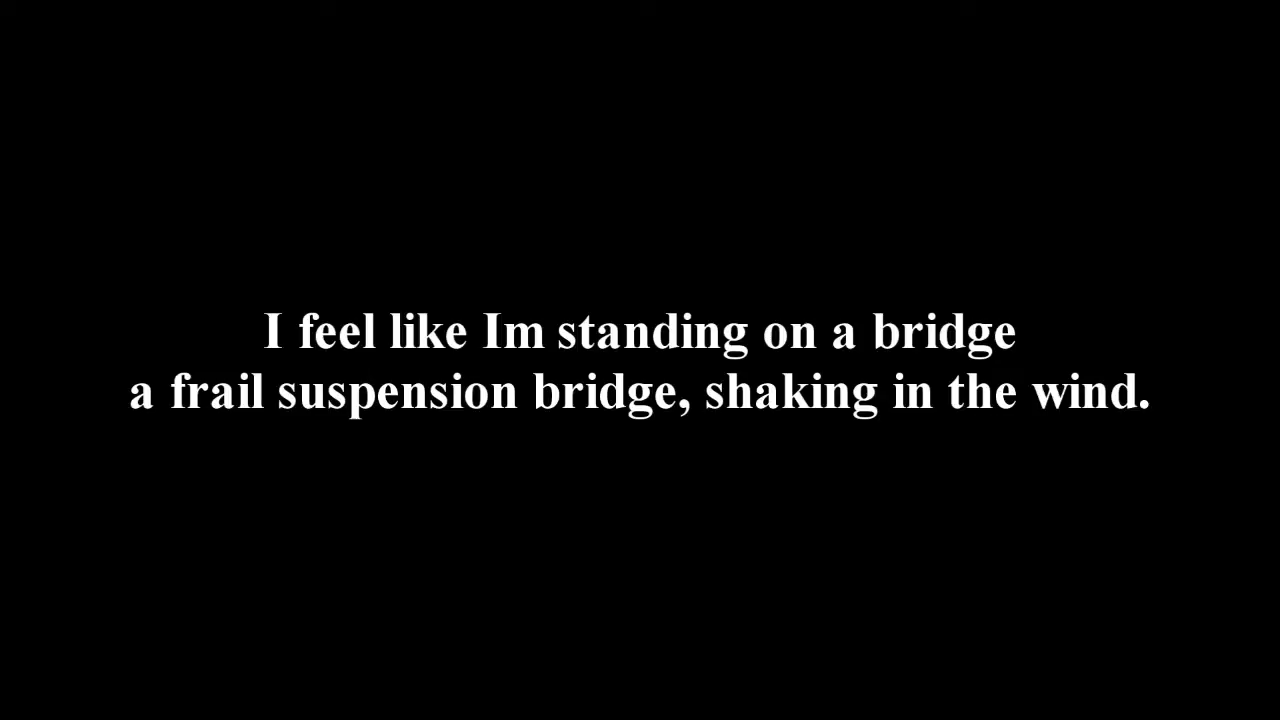 I feel like Im standing on a bridge
a frail suspension bridge, shaking in the wind.